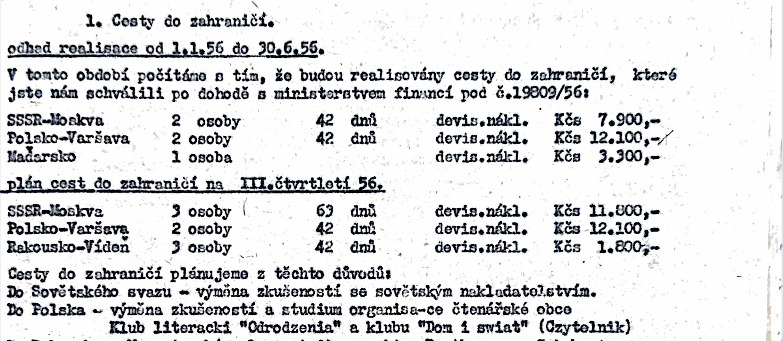 1. Cesty do zahraničí.
odhad realisace od 1.1.56 do 30.6.56.
V tomto období počítáme s tím, že budou realisovány cesty do zahraničí, které
jste nám schválili po dohodě s ministerstvem financí pod č.19809/56:
SSSR-Moskva 2 osoby 42 dnů devis.nákl. Kčs 7.900,-
Polsko-Varšava 2 osoby 42 dnů devis.nákl. Kčs 12.100,-
Maďarsko 1 osoba devis.nákl. Kčs 3.300,-
plán cest do zahraničí na III.čtvrtletí 56.
SSSR-Moskva 3 osoby 63 dnů devis.nákl. Kčs 11.800,-
Polsko-Varšava 2 osoby 42 dnů devis.nákl. Kčs 12.100,-
Rakousko-Vídeň 3 osoby 42 dnů devis.nákl. Kčs 1.800,-
Cesty do zahraničí plánujeme z těchto důvodů:
Do Sovětského svazu - výměna zkušeností se sovětským nakladatelstvím.
Do Polska - výměna zkušeností a studium organisa-ce čtenářské obce
Klub literacki "Odrodzenia" a klubu "Dom i swiat" (Czytelnik)